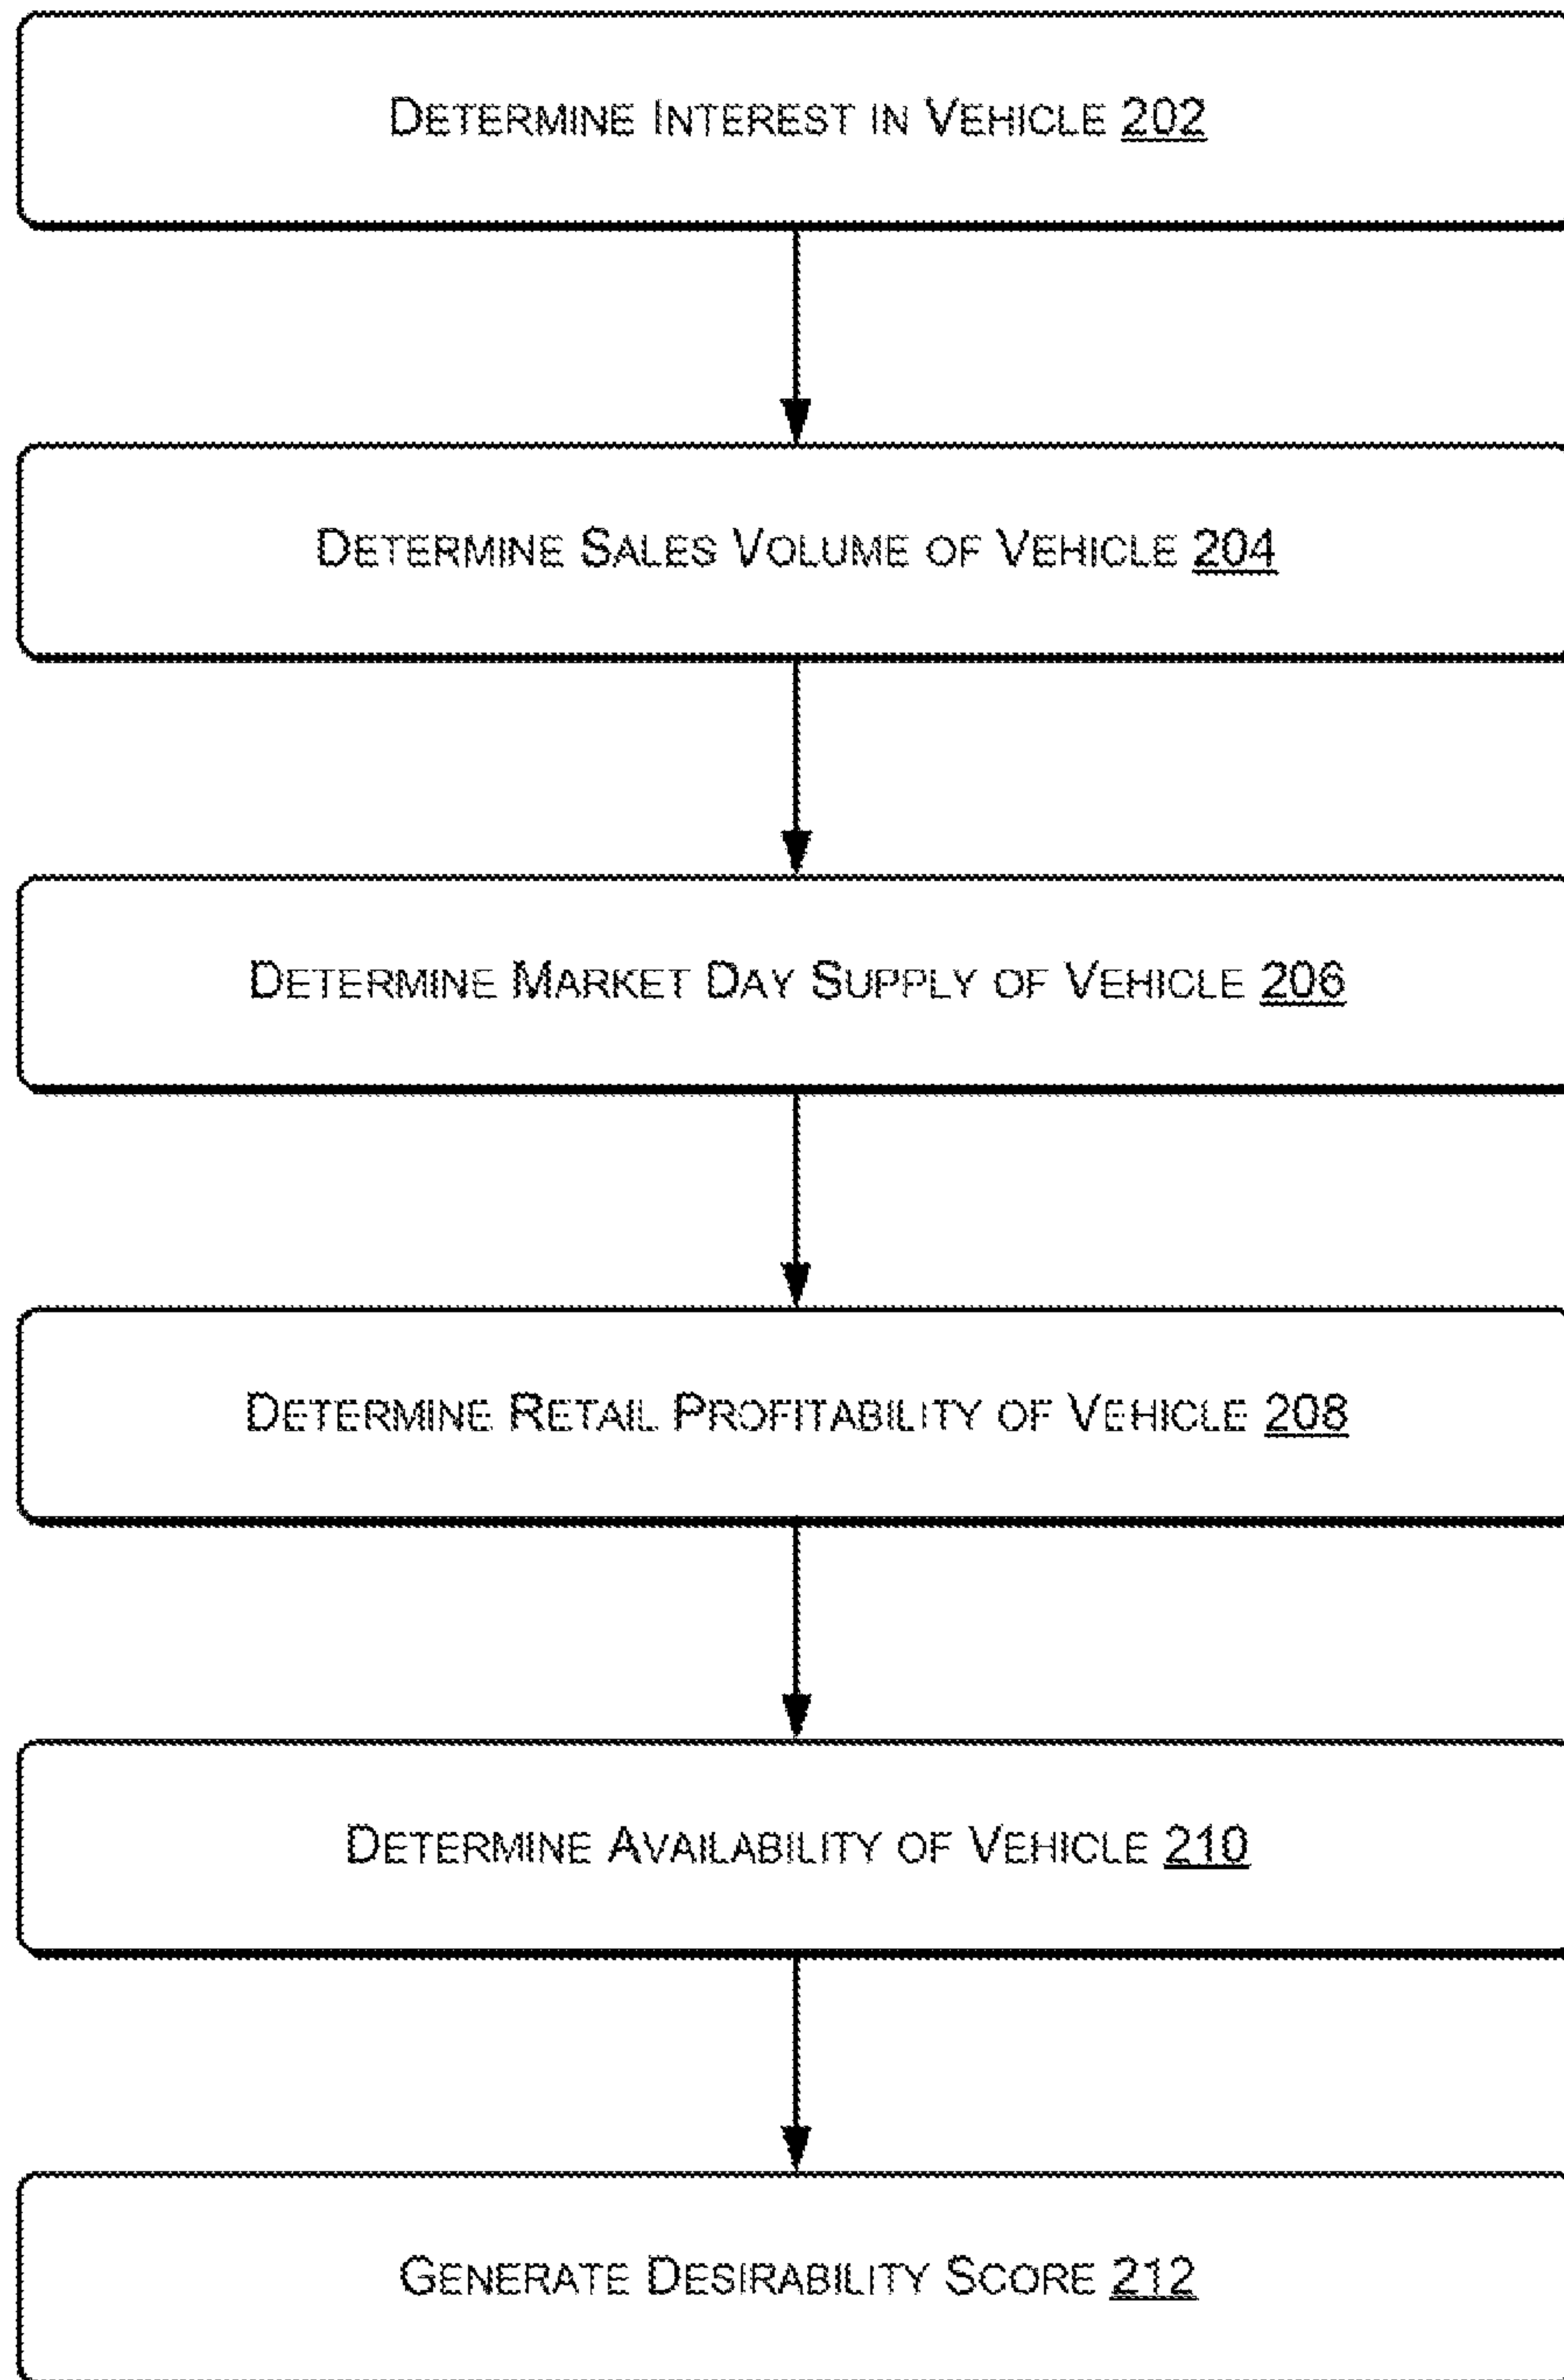 DETERMINE INTEREST IN VEHICLE 202
DETERMINE SALES VOLUME OF VEHICLE 204
DETERMINE MARKET DAY SUPPLY OF VEHICLE 206
DETERMINE RETAIL PROFITABILITY OF VEHICLE 208
DETERMINE AVAILABILITY OF VEHICLE 210
GENERATE DESIRABILITY SCORE 212